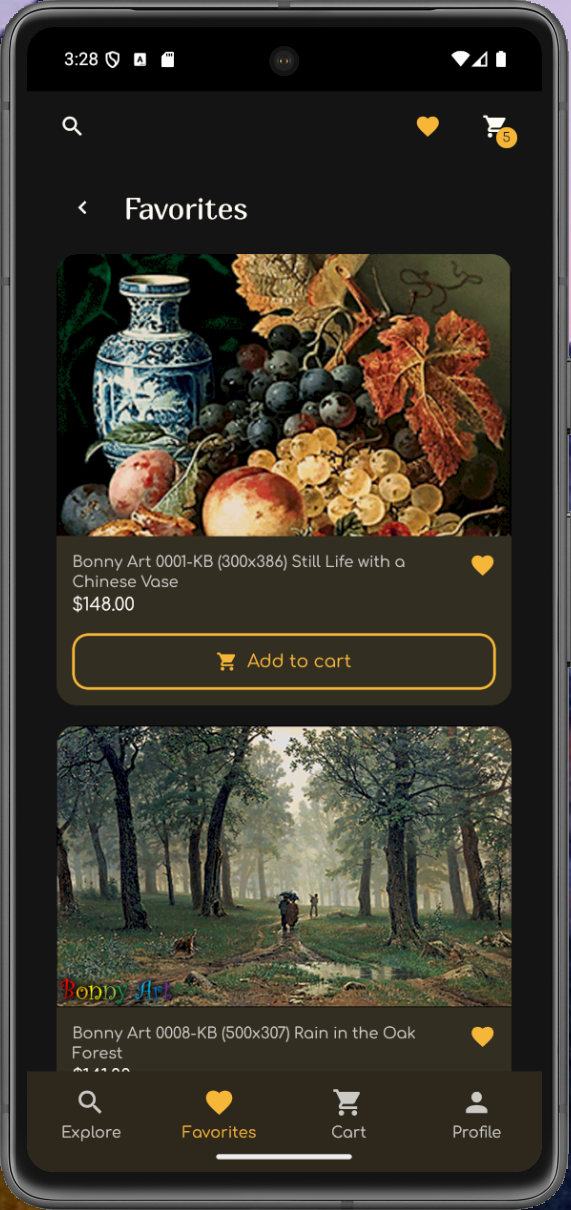 3:28
A
5
Favorites
Bonny Art 0001-KB (300x386) Still Life with a
Chinese Vase
$148.00
Add to cart
Bonny Art
Bonny Art 0008-KB (500x307) Rain in the Oak
Forest
Explore
Favorites
Cart
Profile